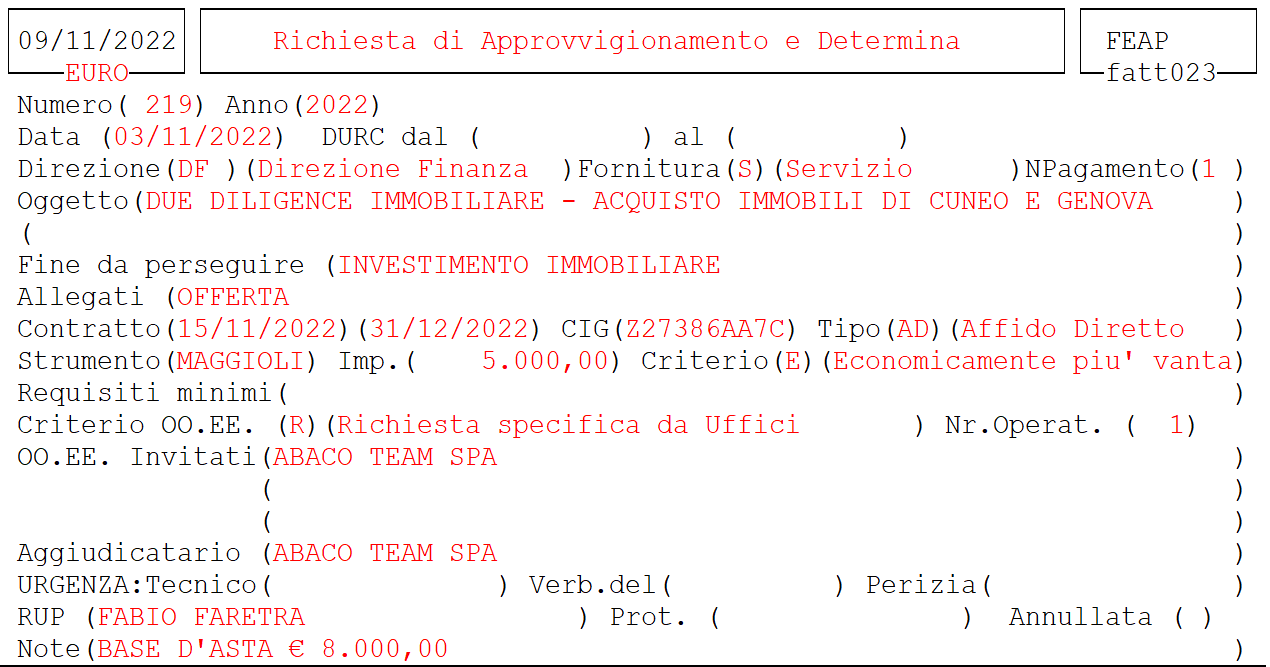 09/11/2022 Richiesta di Approvvigionamento e Determina FEAP
EURO fatt023
Numero( 219) Anno(2022)
Data (03/11/2022) DURC dal ( ) al ( )
Direzione(DF )(Direzione Finanza )Fornitura(S)(Servizio )NPagamento(1 )
Oggetto(DUE DILIGENCE IMMOBILIARE - ACQUISTO IMMOBILI DI CUNEO E GENOVA )
( )
Fine da perseguire (INVESTIMENTO IMMOBILIARE )
Allegati (OFFERTA )
Contratto(15/11/2022)(31/12/2022) CIG(Z27386AA7C) Tipo(AD)(Affido Diretto )
Strumento(MAGGIOLI) Imp.( 5.000,00) Criterio(E)(Economicamente piu' vanta)
Requisiti minimi( )
Criterio OO.EE. (R)(Richiesta specifica da Uffici ) Nr.Operat. ( 1)
OO.EE. Invitati(ABACO TEAM SPA )
( )
( )
Aggiudicatario (ABACO TEAM SPA )
URGENZA:Tecnico( ) Verb.del( ) Perizia( )
RUP (FABIO FARETRA ) Prot. ( ) Annullata ( )
Note(BASE D'ASTA € 8.000,00 )